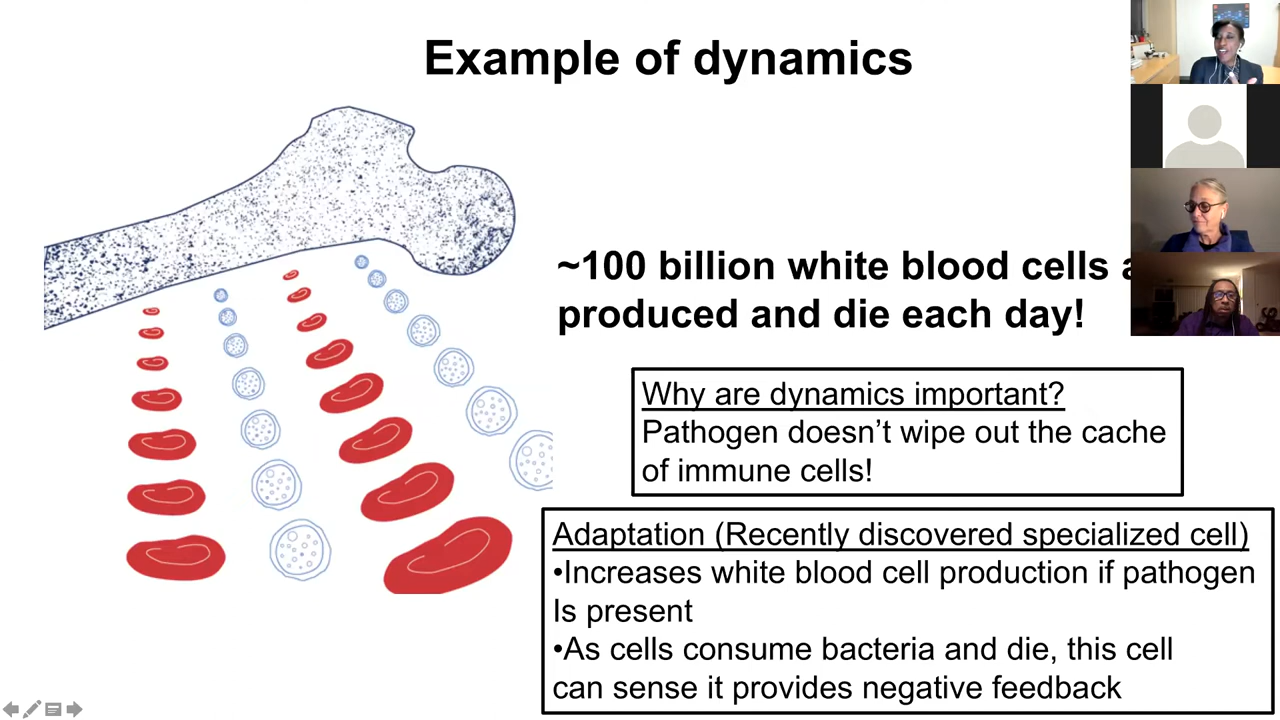 Example of dynamics
~100 billion white blood cells
produced and die each day!
Why are dynamics important?
Pathogen doesn't wipe out the cache
of immune cells!
Adaptation (Recently discovered specialized cell)
•Increases white blood cell production if pathogen
Is present
•As cells consume bacteria and die, this cell
can sense it provides negative feedback